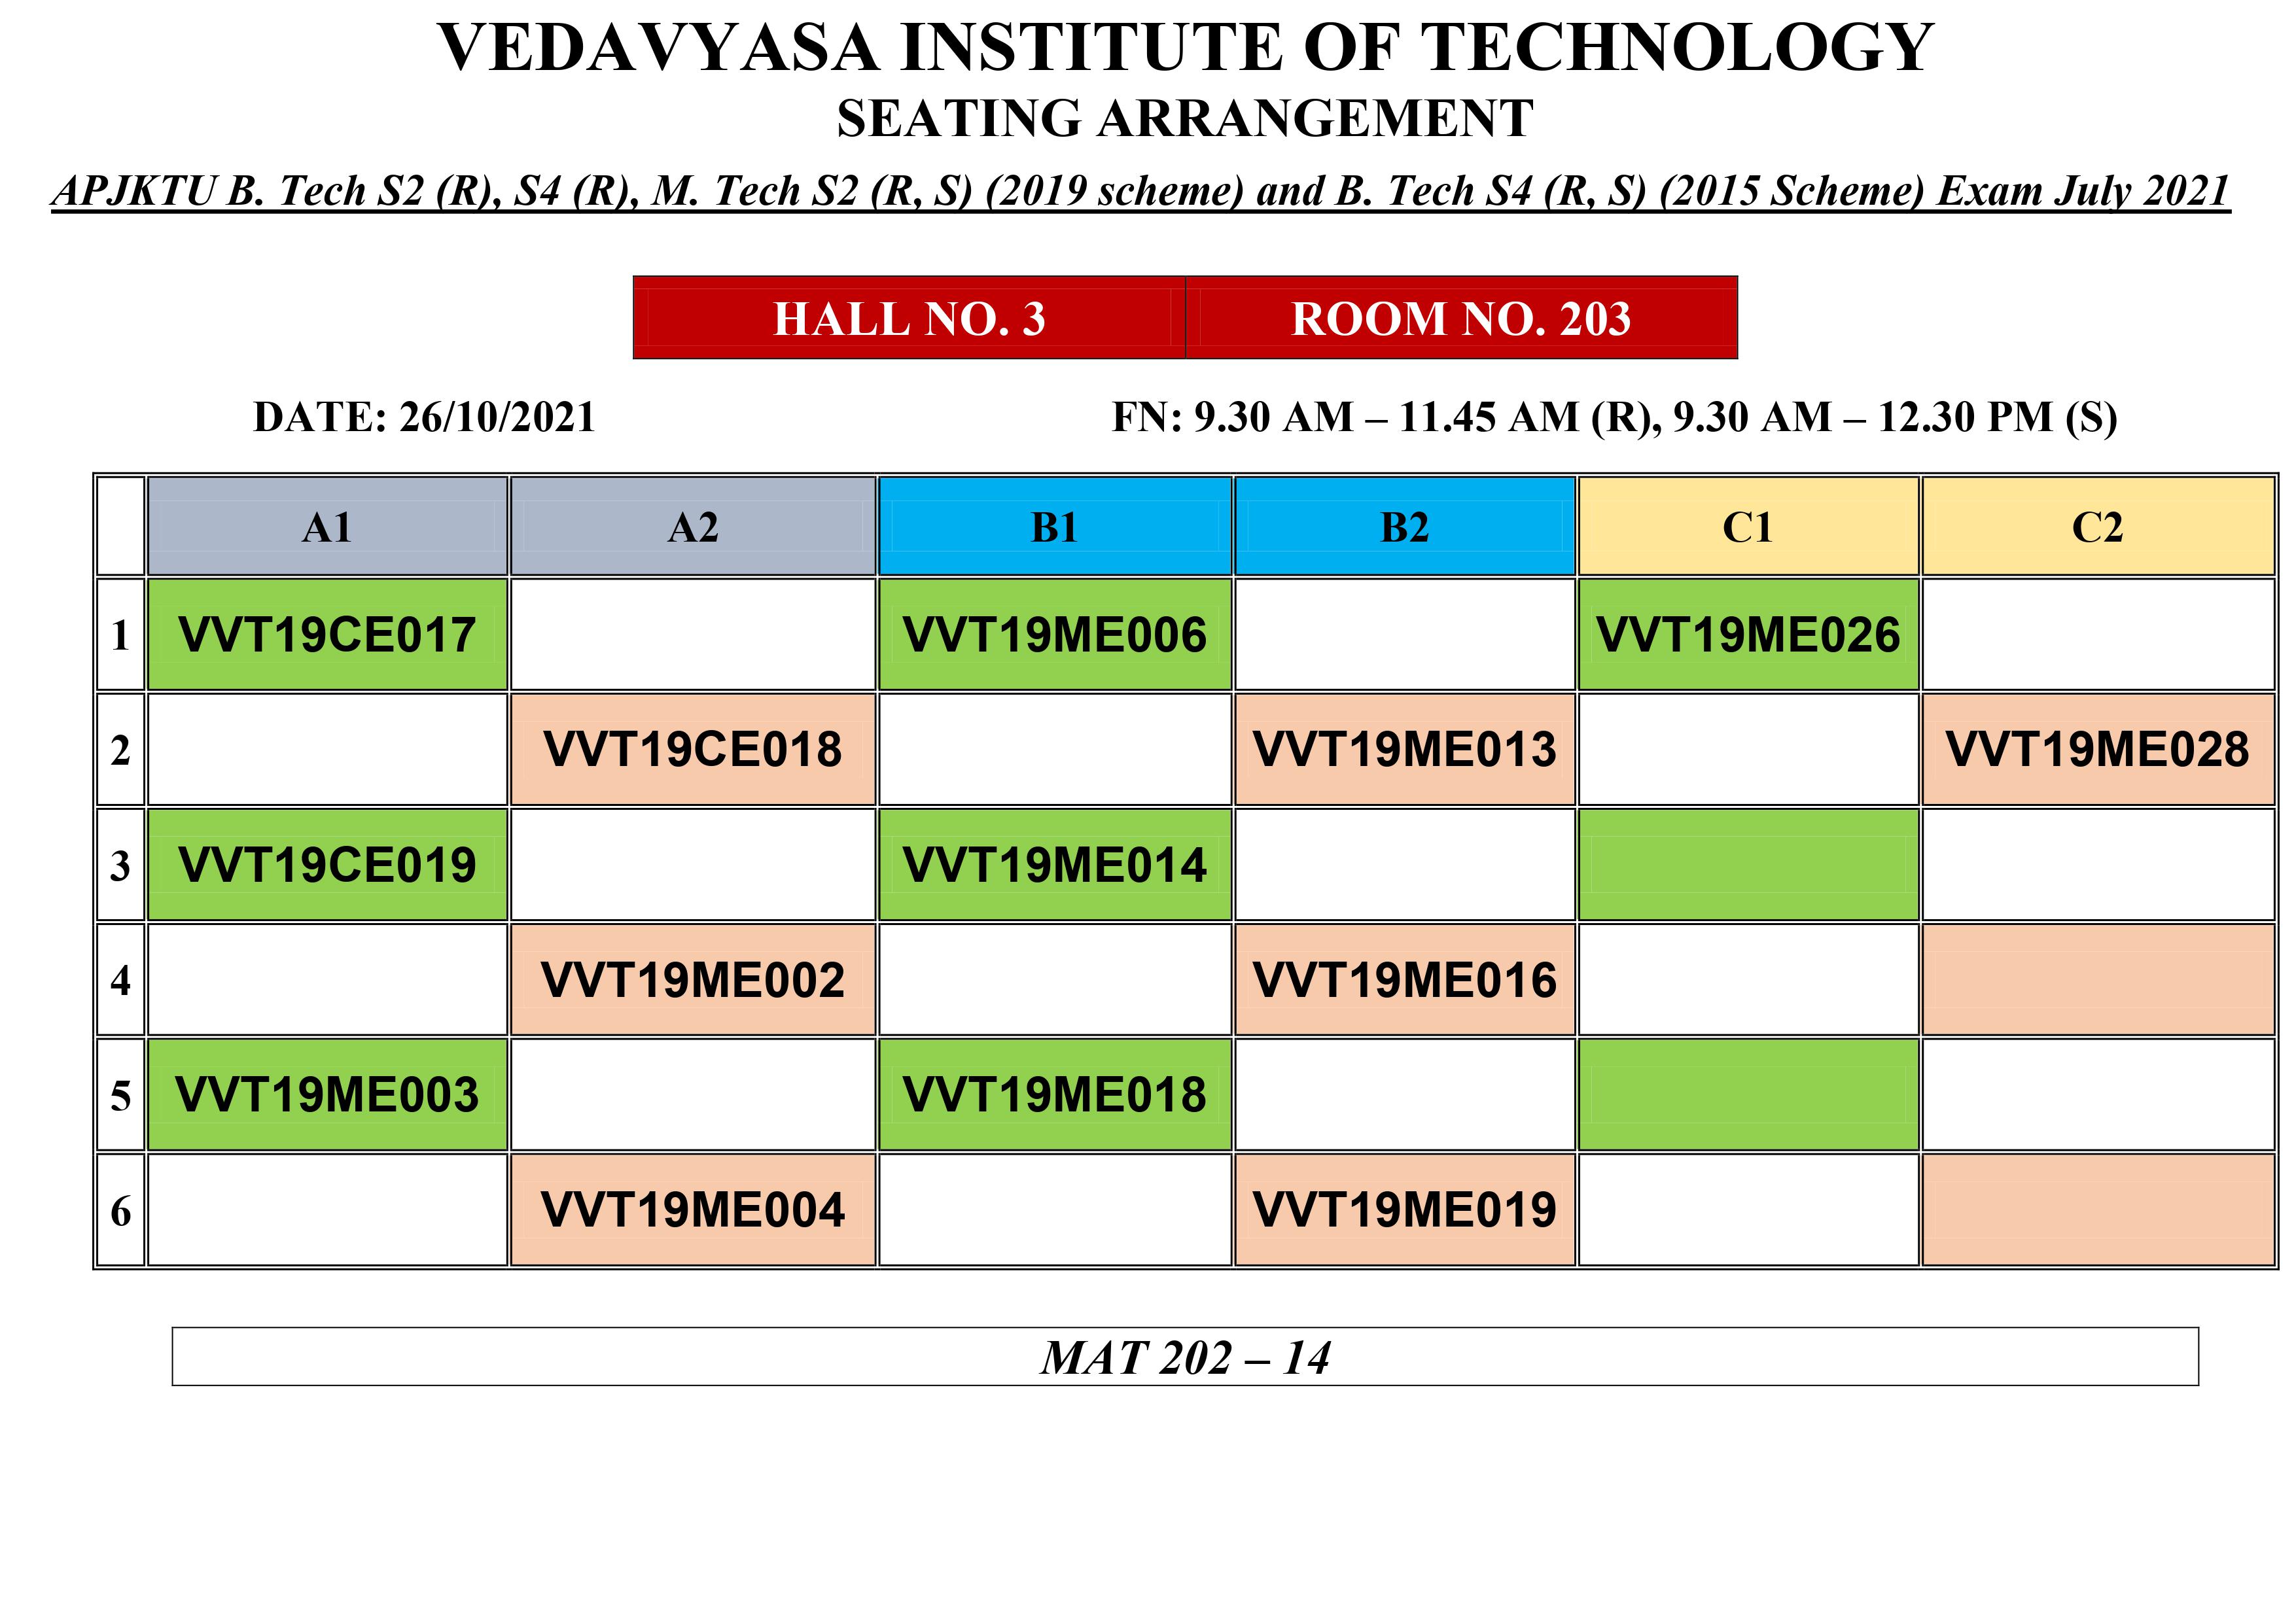 VEDAVYASA INSTITUTE OF TECHNOLOGY
SEATING ARRANGEMENT
APJKTU B. Tech S2 (R), S4 (R), M. Tech S2 (R, S) (2019 scheme) and B. Tech S4 (R, S) (2015 Scheme) Exam July 2021
HALL NO. 3 ROOM NO. 203
DATE: 26/10/2021 FN: 9.30 AM – 11.45 AM (R), 9.30 AM – 12.30 PM (S)
A1 A2 B1 B2 C1 C2
1 VVT19CE017 VVT19ME006 VVT19ME026
2 VVT19CE018 VVT19ME013 VVT19ME028
3 VVT19CE019 VVT19ME014
4 VVT19ME002 VVT19ME016
5 VVT19ME003 VVT19ME018
6 VVT19ME004 VVT19ME019
MAT 202 – 14